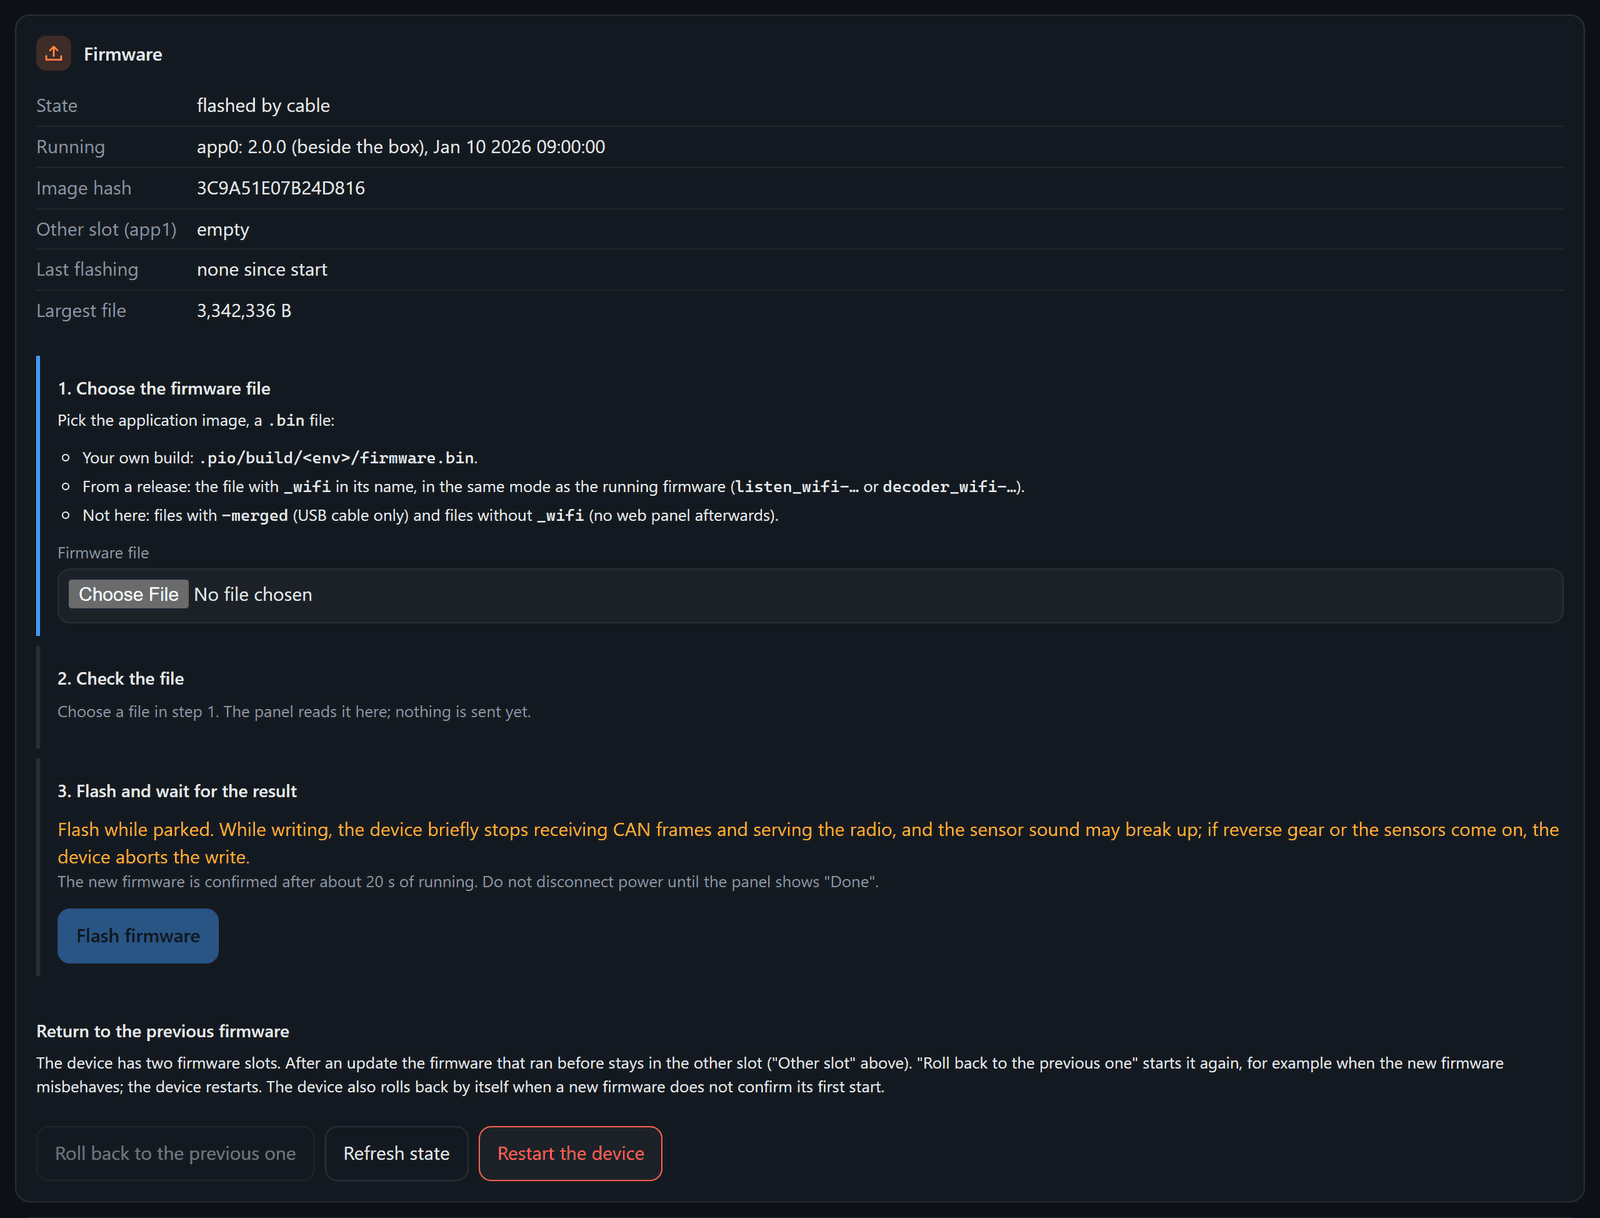 Firmware
State flashed by cable
Running app0: 2.0.0 (beside the box), Jan 10 2026 09:00:00
Image hash 3C9A51E07B24D816
Other slot (app1) empty
Last flashing none since start
Largest file 3,342,336 B
1. Choose the firmware file
Pick the application image, a .bin file:
Your own build: .pio/build/<env>/firmware.bin.
From a release: the file with _wifi in its name, in the same mode as the running firmware (listen_wifi-… or decoder_wifi-…).
Not here: files with -merged (USB cable only) and files without _wifi (no web panel afterwards).
Firmware file
Choose File No file chosen
2. Check the file
Choose a file in step 1. The panel reads it here; nothing is sent yet.
3. Flash and wait for the result
Flash while parked. While writing, the device briefly stops receiving CAN frames and serving the radio, and the sensor sound may break up; if reverse gear or the sensors come on, the
device aborts the write.
The new firmware is confirmed after about 20 s of running. Do not disconnect power until the panel shows "Done".
Flash firmware
Return to the previous firmware
The device has two firmware slots. After an update the firmware that ran before stays in the other slot ("Other slot" above). "Roll back to the previous one" starts it again, for example when the new firmware
misbehaves; the device restarts. The device also rolls back by itself when a new firmware does not confirm its first start.
Roll back to the previous one Refresh state Restart the device